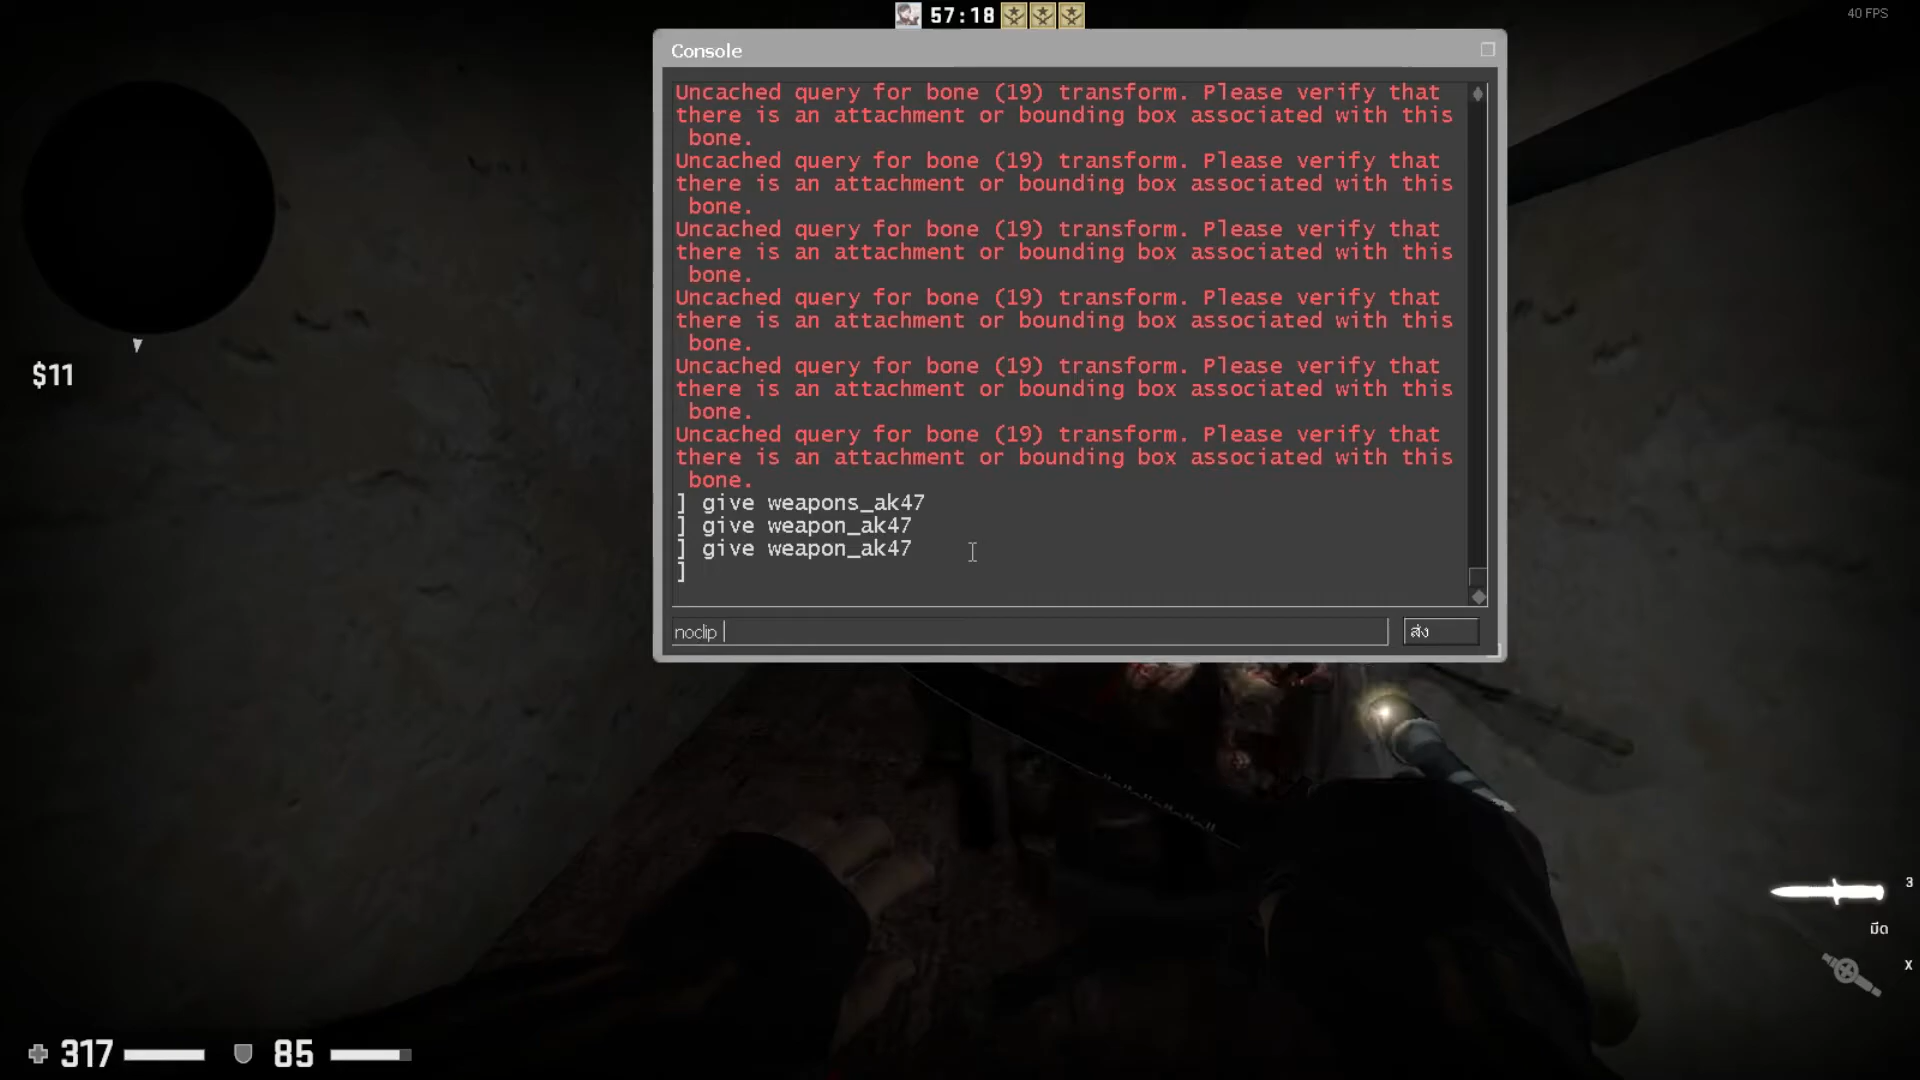 57:18
40 FPS
Console
Uncached query for bone (19) transform. Please verify that
there is an attachment or bounding box associated with this
bone.
Uncached query for bone (19) transform. Please verify that
there is an attachment or bounding box associated with this
bone.
Uncached query for bone (19) transform. Please verify that
there is an attachment or bounding box associated with this
bone.
Uncached query for bone (19) transform. Please verify that
there is an attachment or bounding box associated with this
bone.
Uncached query for bone (19) transform. Please verify that
there is an attachment or bounding box associated with this
bone.
Uncached query for bone (19) transform. Please verify that
there is an attachment or bounding box associated with this
bone.
] give weapons_ak47
] give weapon_ak47
] give weapon_ak47
]
noclip
ส่ง
$11
3
มีด
X
317
85